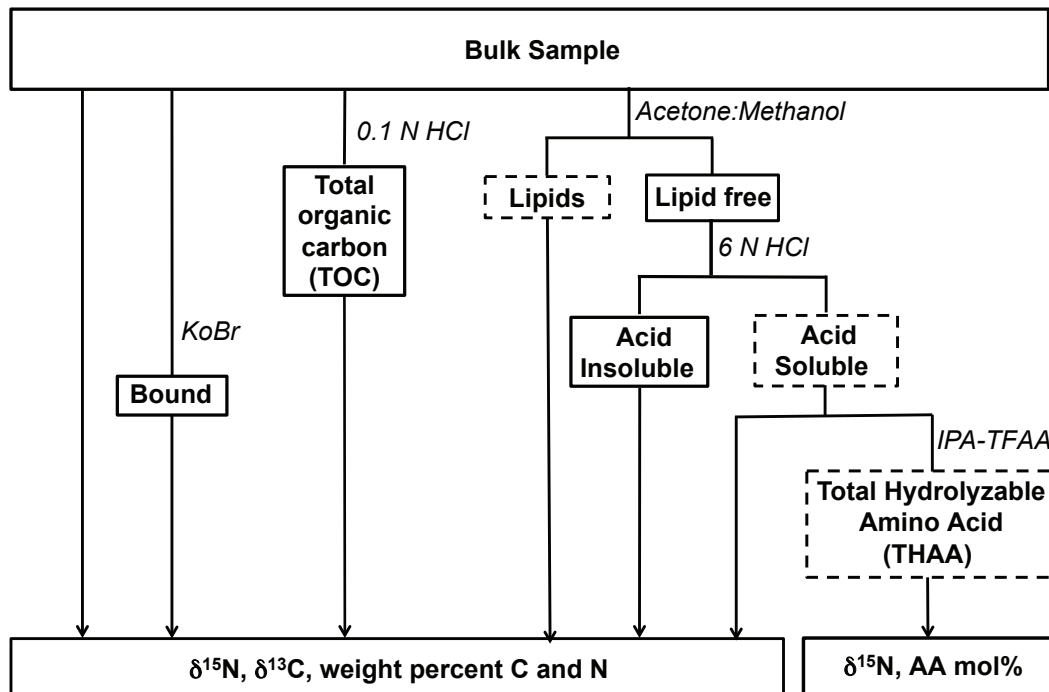 Bulk Sample
Acetone:Methanol
0.1 N HCl
Total
organic
carbon
(TOC)
Lipids
Lipid free
6 N HCl
KoBr
Bound
Acid
Insoluble
Acid
Soluble
IPA-TFAA
Total Hydrolyzable
Amino Acid
(THAA)
δ¹⁵N, δ¹³C, weight percent C and N
δ¹⁵N, AA mol%